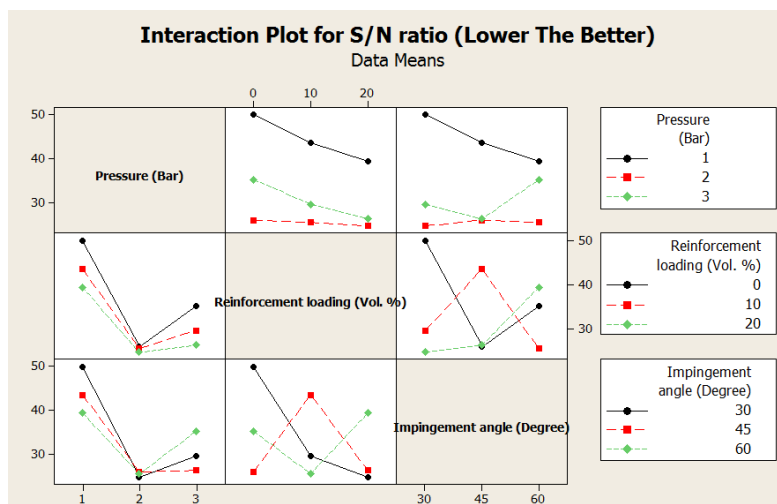 Interaction Plot for S/N ratio (Lower The Better)
Data Means
0 10 20
50
40
30
Pressure (Bar)
Pressure
(Bar)
1
2
3
Reinforcement loading (Vol. %)
50
40
30
Reinforcement
loading (Vol. %)
0
10
20
50
40
30
Impingement angle (Degree)
Impingement
angle (Degree)
30
45
60
1 2 3
30 45 60